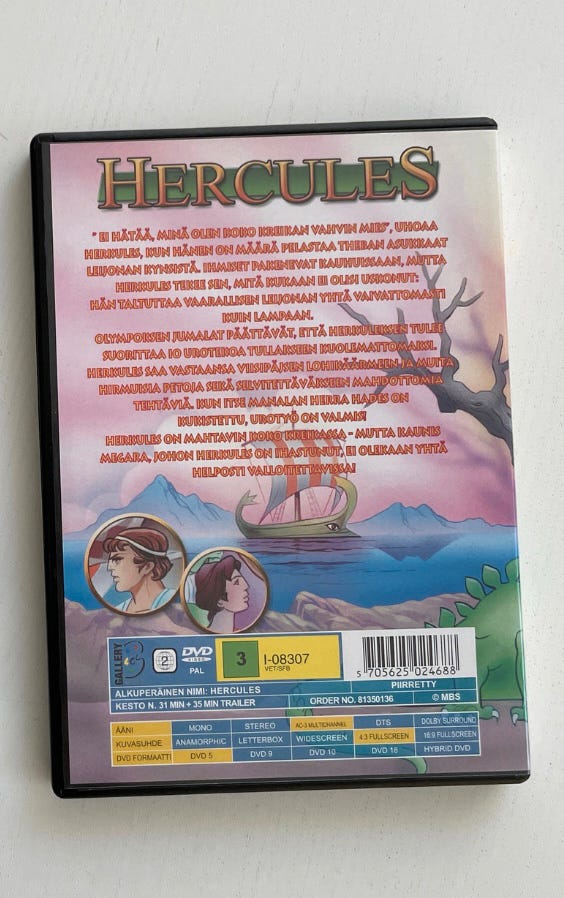 HERCULES
"EI HÄTÄÄ, MINÄ OLEN KOKO KREIKAN VAHVIN MIES", UHOAA
HERKULES, KUN HÄNEN ON MÄÄRÄ PELASTAA THEBAN ASUKKAAT
LEIJONAN KYNSISTÄ. IHMISET PAKENEVAT KAUHUISSAAN, MUTTA
HERKULES TEKEE SEN, MITÄ KUKAAN EI OLISI USKONUT:
HÄN TALTUTTAA VAARALLISEN LEIJONAN YHTÄ VAIVATTOMASTI
KUIN LAMPAAN.
OLYMPOKSEN JUMALAT PÄÄTTÄVÄT, ETTÄ HERKULEKSEN TULEE
SUORITTAA 10 UROTEKOA TULLAKSEEN KUOLEMATTOMAKSI.
HERKULES SAA VASTAANSA VIISIPÄISEN LOHIKÄÄRMEEN JA MUITA
HIRMUISIA PETOJA SEKÄ SELVITETTÄVÄKSEEN MAHDOTTOMIA
TEHTÄVIÄ. KUN ITSE MANALAN HERRA HADES ON
KUKISTETTU, UROTYÖ ON VALMIS!
HERKULES ON MAHTAVIN KOKO KREIKASSA - MUTTA KAUNIS
MEGARA, JOHON HERKULES ON IHASTUNUT, EI OLEKAAN YHTÄ
HELPOSTI VALLOITETTAVISSA!
GALLERY
2
DVD
VIDEO
PAL
3
I-08307
VET/SFB
5 705625 024688
ALKUPERÄINEN NIMI: HERCULES
PIIRRETTY
KESTO N. 31 MIN + 35 MIN TRAILER
ORDER NO. 81350136
© MBS
ÄÄNI MONO STEREO AC-3 MULTICHANNEL DTS DOLBY SURROUND
KUVASUHDE ANAMORPHIC LETTERBOX WIDESCREEN 4:3 FULLSCREEN 16:9 FULLSCREEN
DVD FORMAATTI DVD 5 DVD 9 DVD 10 DVD 18 HYBRID DVD